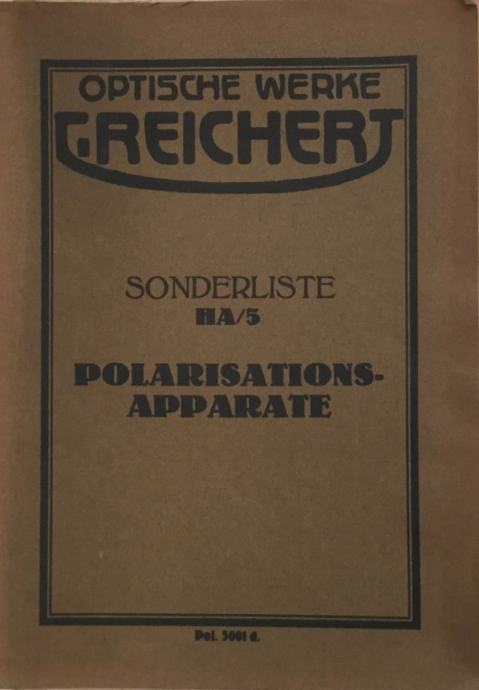 OPTISCHE WERKE
C. REICHERT
SONDERLISTE
HA/5
POLARISATIONS-
APPARATE
Pol. 5001 d.